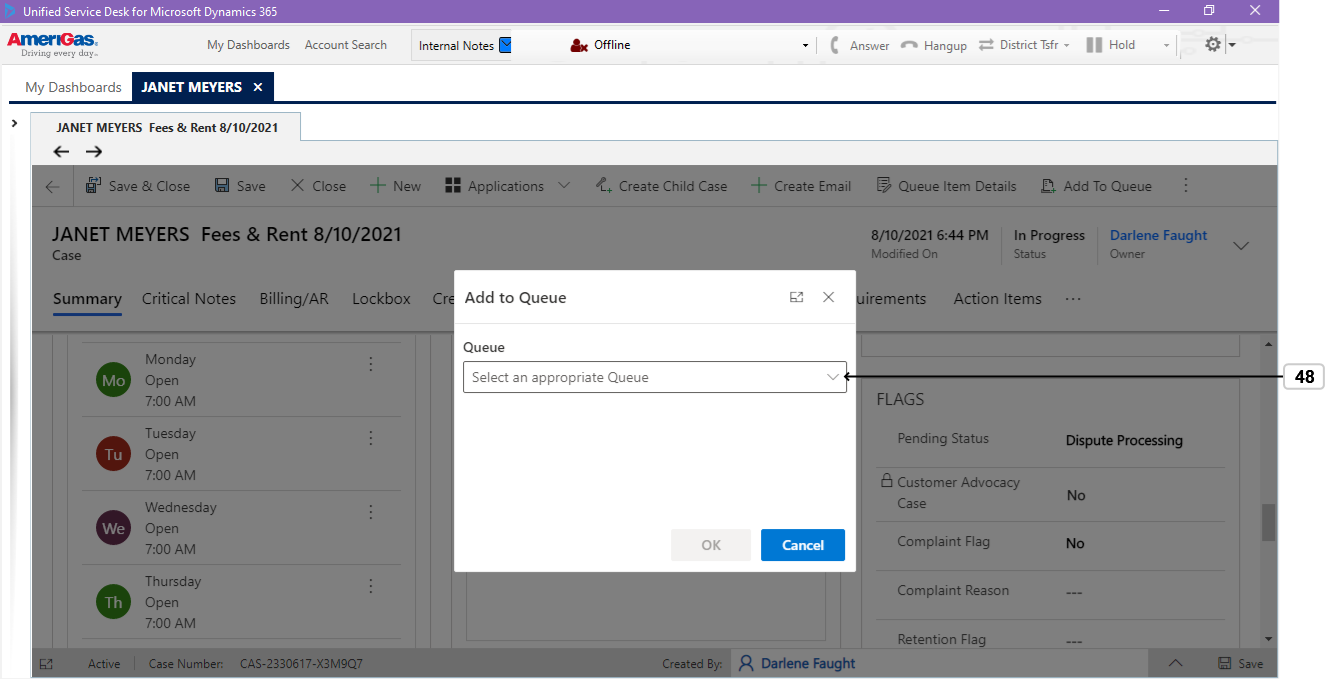 Unified Service Desk for Microsoft Dynamics 365
AmeriGas.
Driving every day™
My Dashboards
Account Search
Internal Notes
Offline
Answer
Hangup
District Tsfr
Hold
My Dashboards
JANET MEYERS
JANET MEYERS Fees & Rent 8/10/2021
Save & Close
Save
Close
New
Applications
Create Child Case
Create Email
Queue Item Details
Add To Queue
JANET MEYERS Fees & Rent 8/10/2021
Case
8/10/2021 6:44 PM
Modified On
In Progress
Status
Darlene Faught
Owner
Summary
Critical Notes
Billing/AR
Lockbox
Cre
uirements
Action Items
Add to Queue
Queue
Select an appropriate Queue
48
OK
Cancel
Mo
Monday
Open
7:00 AM
Tu
Tuesday
Open
7:00 AM
We
Wednesday
Open
7:00 AM
Th
Thursday
Open
7:00 AM
FLAGS
Pending Status
Dispute Processing
Customer Advocacy
Case
No
Complaint Flag
No
Complaint Reason
---
Retention Flag
---
Active
Case Number:
CAS-2330617-X3M9Q7
Created By:
Darlene Faught
Save